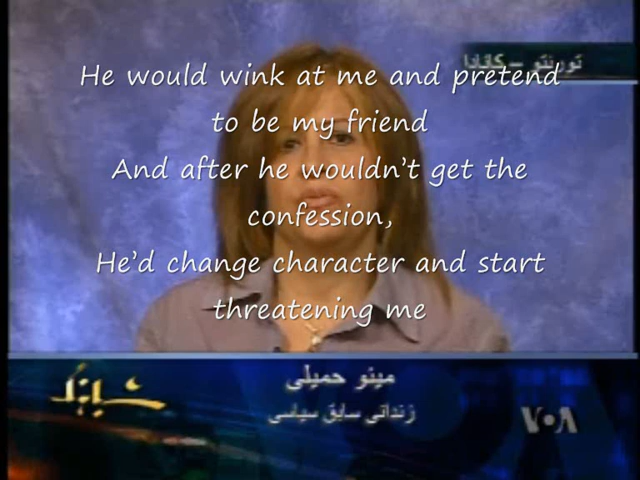 تورنتو – کانادا
He would wink at me and pretend
to be my friend
And after he wouldn't get the
confession,
He'd change character and start
threatening me
مینو حمیلی
زندانی سابق سیاسی
شباهنگ
VOA